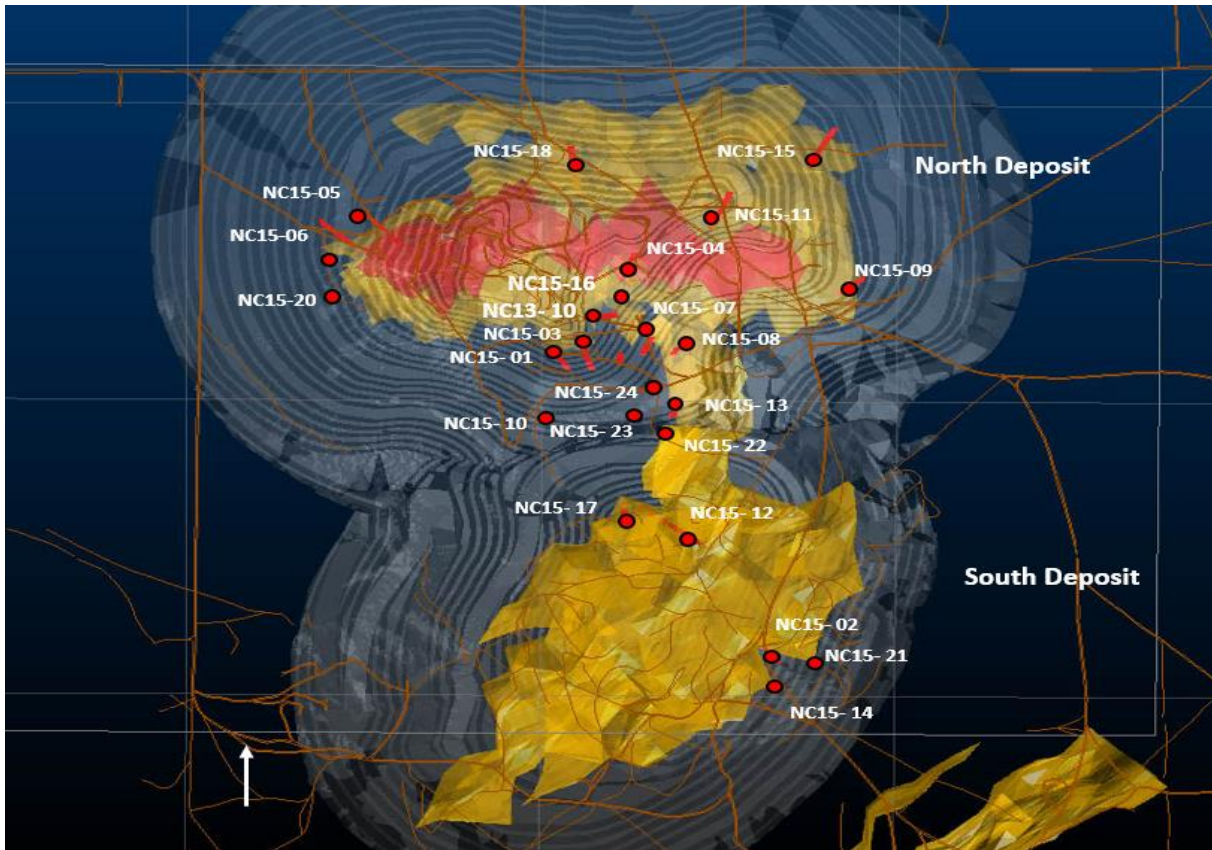 NC15-18
NC15-15
North Deposit
NC15-05
NC15-11
NC15-06
NC15-04
NC15-09
NC15-16
NC15-20
NC13- 10
NC15- 07
NC15-03
NC15-08
NC15- 01
NC15- 24
NC15- 13
NC15- 10
NC15- 23
NC15- 22
NC15- 17
NC15- 12
South Deposit
NC15- 02
NC15- 21
NC15- 14